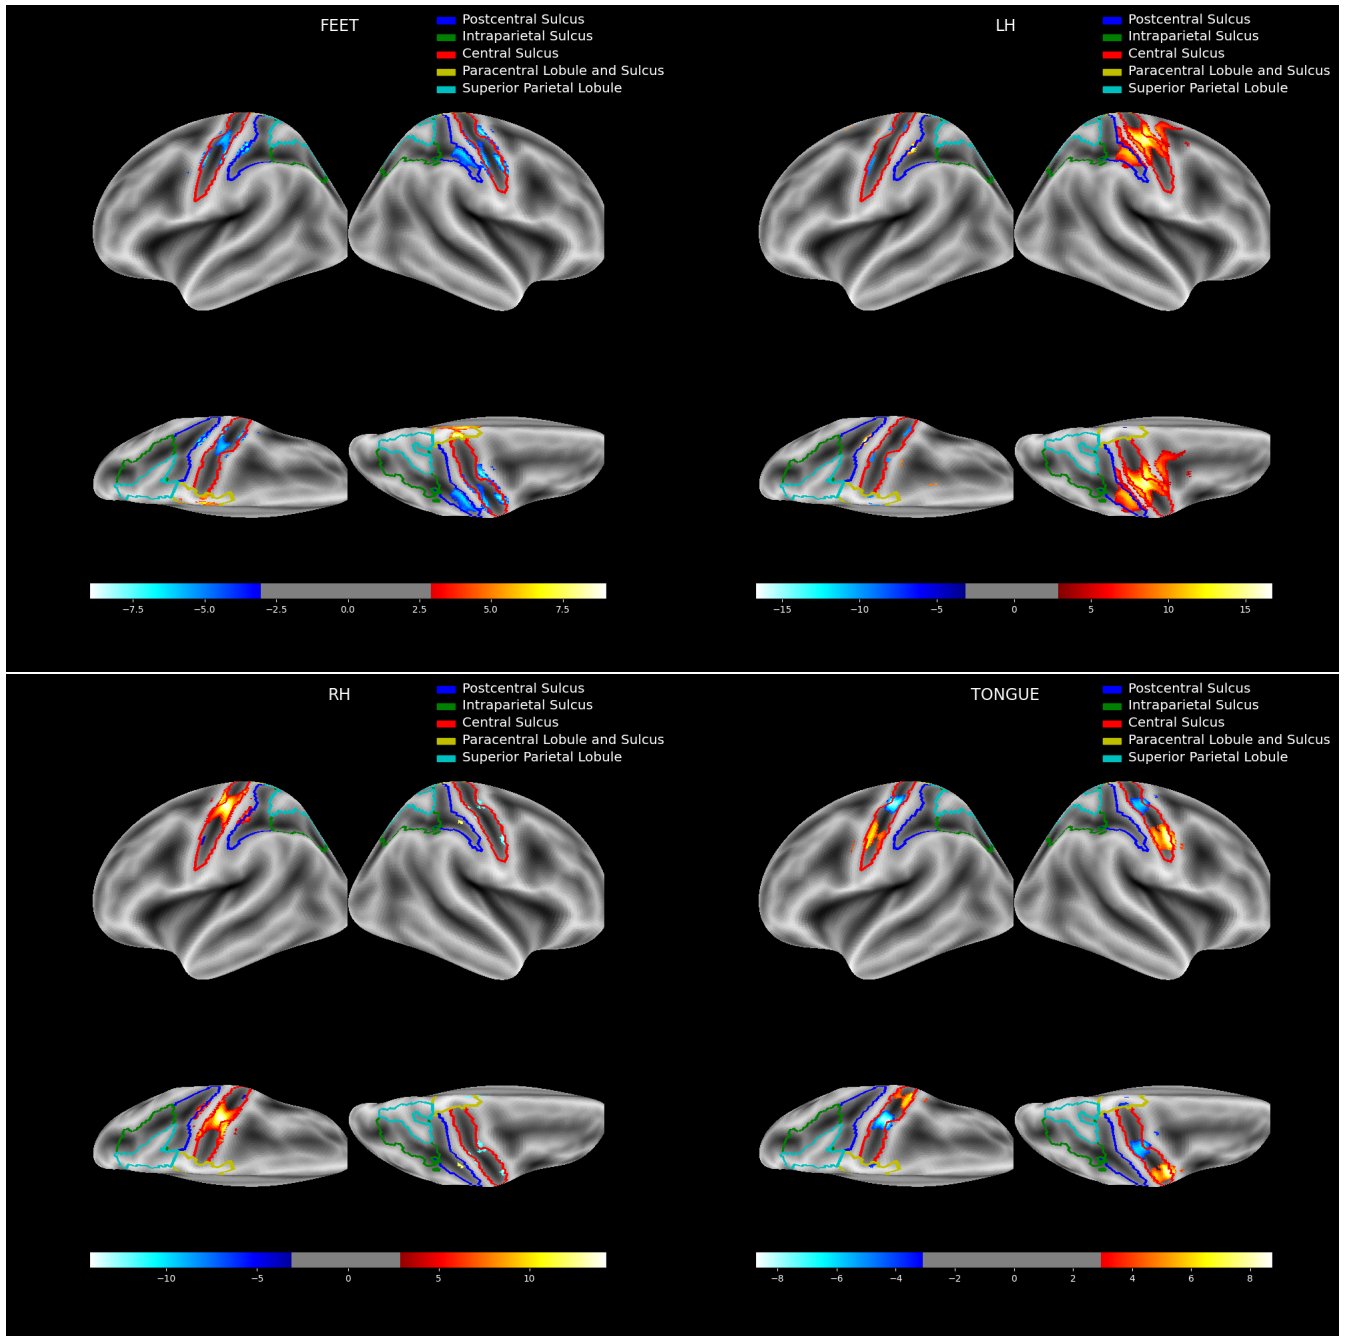 FEET
Postcentral Sulcus
Intraparietal Sulcus
Central Sulcus
Paracentral Lobule and Sulcus
Superior Parietal Lobule
−7.5 −5.0 −2.5 0.0 2.5 5.0 7.5
LH
Postcentral Sulcus
Intraparietal Sulcus
Central Sulcus
Paracentral Lobule and Sulcus
Superior Parietal Lobule
−15 −10 −5 0 5 10 15
RH
Postcentral Sulcus
Intraparietal Sulcus
Central Sulcus
Paracentral Lobule and Sulcus
Superior Parietal Lobule
−10 −5 0 5 10
TONGUE
Postcentral Sulcus
Intraparietal Sulcus
Central Sulcus
Paracentral Lobule and Sulcus
Superior Parietal Lobule
−8 −6 −4 −2 0 2 4 6 8